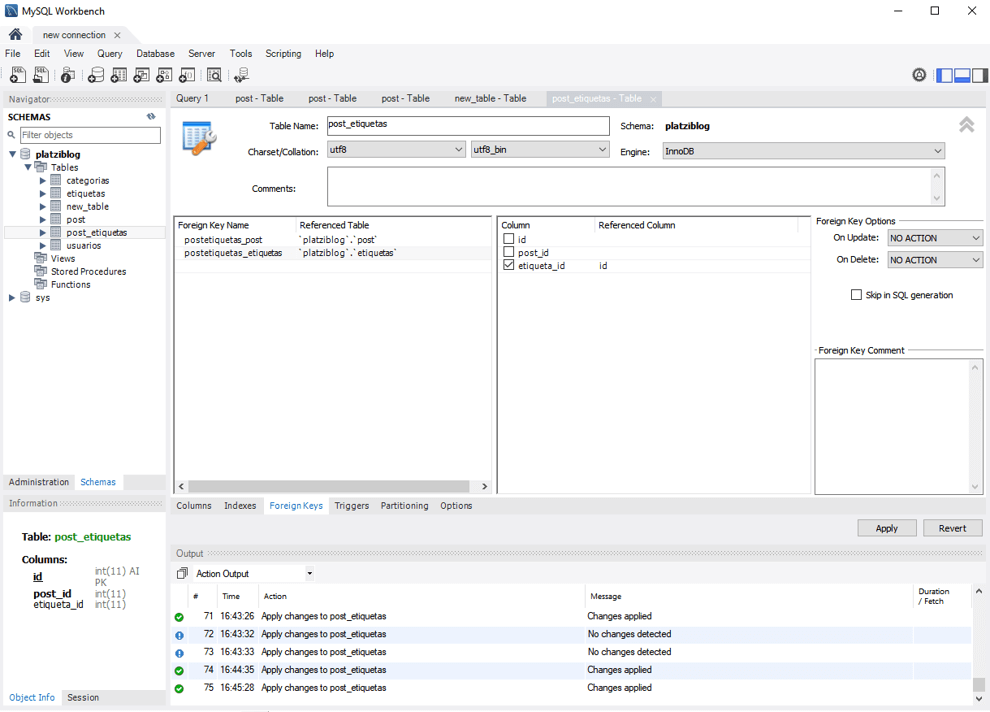 MySQL Workbench
new connection
File Edit View Query Database Server Tools Scripting Help
Navigator
SCHEMAS
Filter objects
platziblog
Tables
categorias
etiquetas
new_table
post
post_etiquetas
usuarios
Views
Stored Procedures
Functions
sys
Administration Schemas
Information
Table: post_etiquetas
Columns:
id int(11) AI
PK
post_id int(11)
etiqueta_id int(11)
Object Info Session
Query 1 post - Table post - Table post - Table new_table - Table post_etiquetas - Table
Table Name: post_etiquetas Schema: platziblog
Charset/Collation: utf8 utf8_bin Engine: InnoDB
Comments:
Foreign Key Name Referenced Table
postetiquetas_post `platziblog`.`post`
postetiquetas_etiquetas `platziblog`.`etiquetas`
Column Referenced Column
id
post_id
etiqueta_id id
Foreign Key Options
On Update: NO ACTION
On Delete: NO ACTION
Skip in SQL generation
Foreign Key Comment
Columns Indexes Foreign Keys Triggers Partitioning Options
Apply Revert
Output
Action Output
# Time Action Message Duration / Fetch
71 16:43:26 Apply changes to post_etiquetas Changes applied
72 16:43:32 Apply changes to post_etiquetas No changes detected
73 16:43:33 Apply changes to post_etiquetas No changes detected
74 16:44:35 Apply changes to post_etiquetas Changes applied
75 16:45:28 Apply changes to post_etiquetas Changes applied